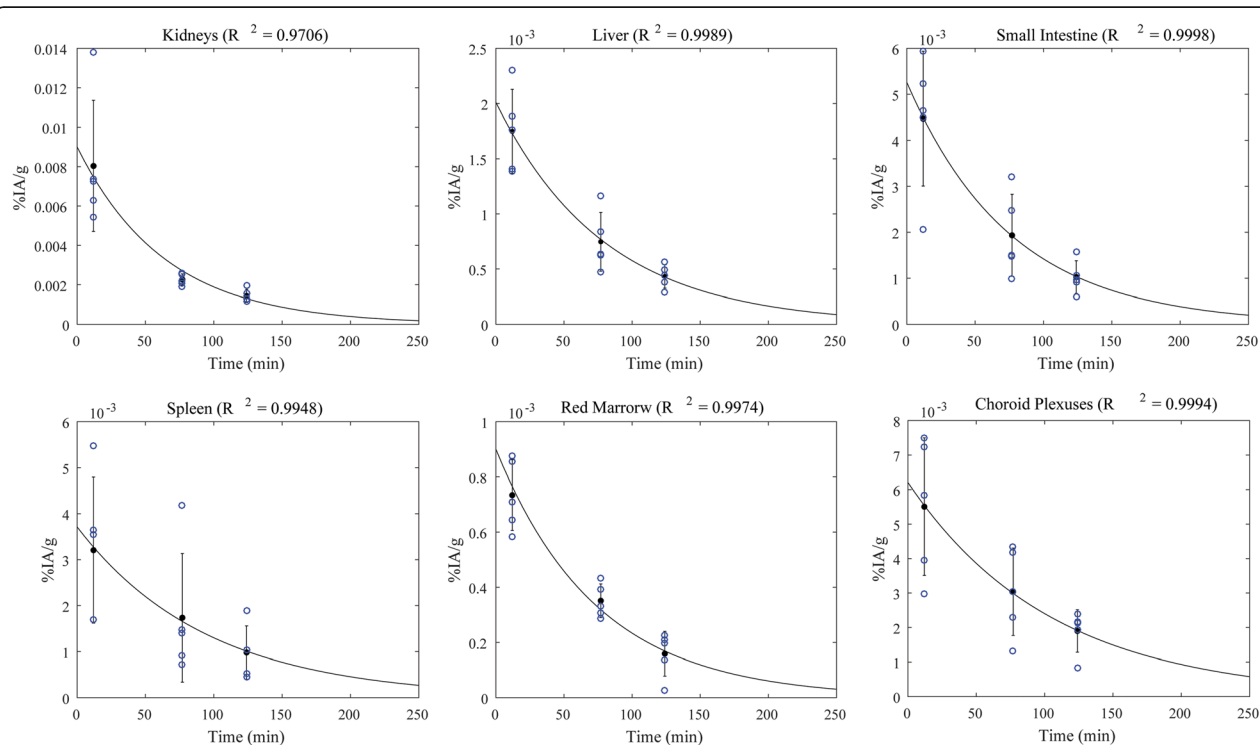 Kidneys (R 2 = 0.9706)
0.014
0.012
0.01
0.008
0.006
0.004
0.002
0
%IA/g
0 50 100 150 200 250
Time (min)
Liver (R 2 = 0.9989)
10-3
2.5
2
1.5
1
0.5
0
%IA/g
0 50 100 150 200 250
Time (min)
Small Intestine (R 2 = 0.9998)
10-3
6
5
4
3
2
1
0
%IA/g
0 50 100 150 200 250
Time (min)
Spleen (R 2 = 0.9948)
10-3
6
5
4
3
2
1
0
%IA/g
0 50 100 150 200 250
Time (min)
Red Marrorw (R 2 = 0.9974)
10-3
1
0.8
0.6
0.4
0.2
0
%IA/g
0 50 100 150 200 250
Time (min)
Choroid Plexuses (R 2 = 0.9994)
10-3
8
7
6
5
4
3
2
1
0
%IA/g
0 50 100 150 200 250
Time (min)